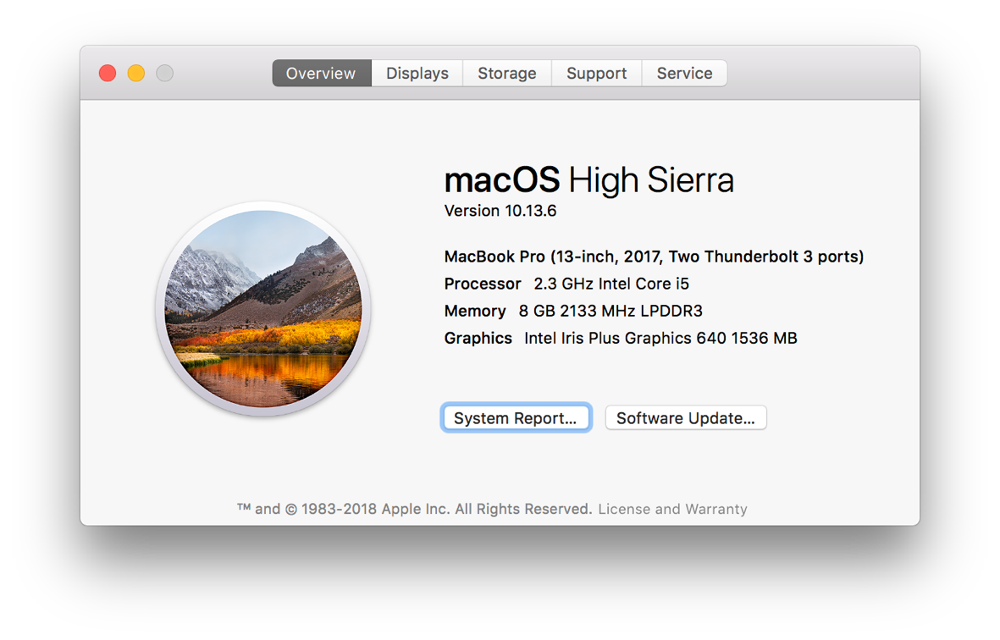 Overview Displays Storage Support Service
macOS High Sierra
Version 10.13.6
MacBook Pro (13-inch, 2017, Two Thunderbolt 3 ports)
Processor 2.3 GHz Intel Core i5
Memory 8 GB 2133 MHz LPDDR3
Graphics Intel Iris Plus Graphics 640 1536 MB
System Report... Software Update...
™ and © 1983-2018 Apple Inc. All Rights Reserved. License and Warranty